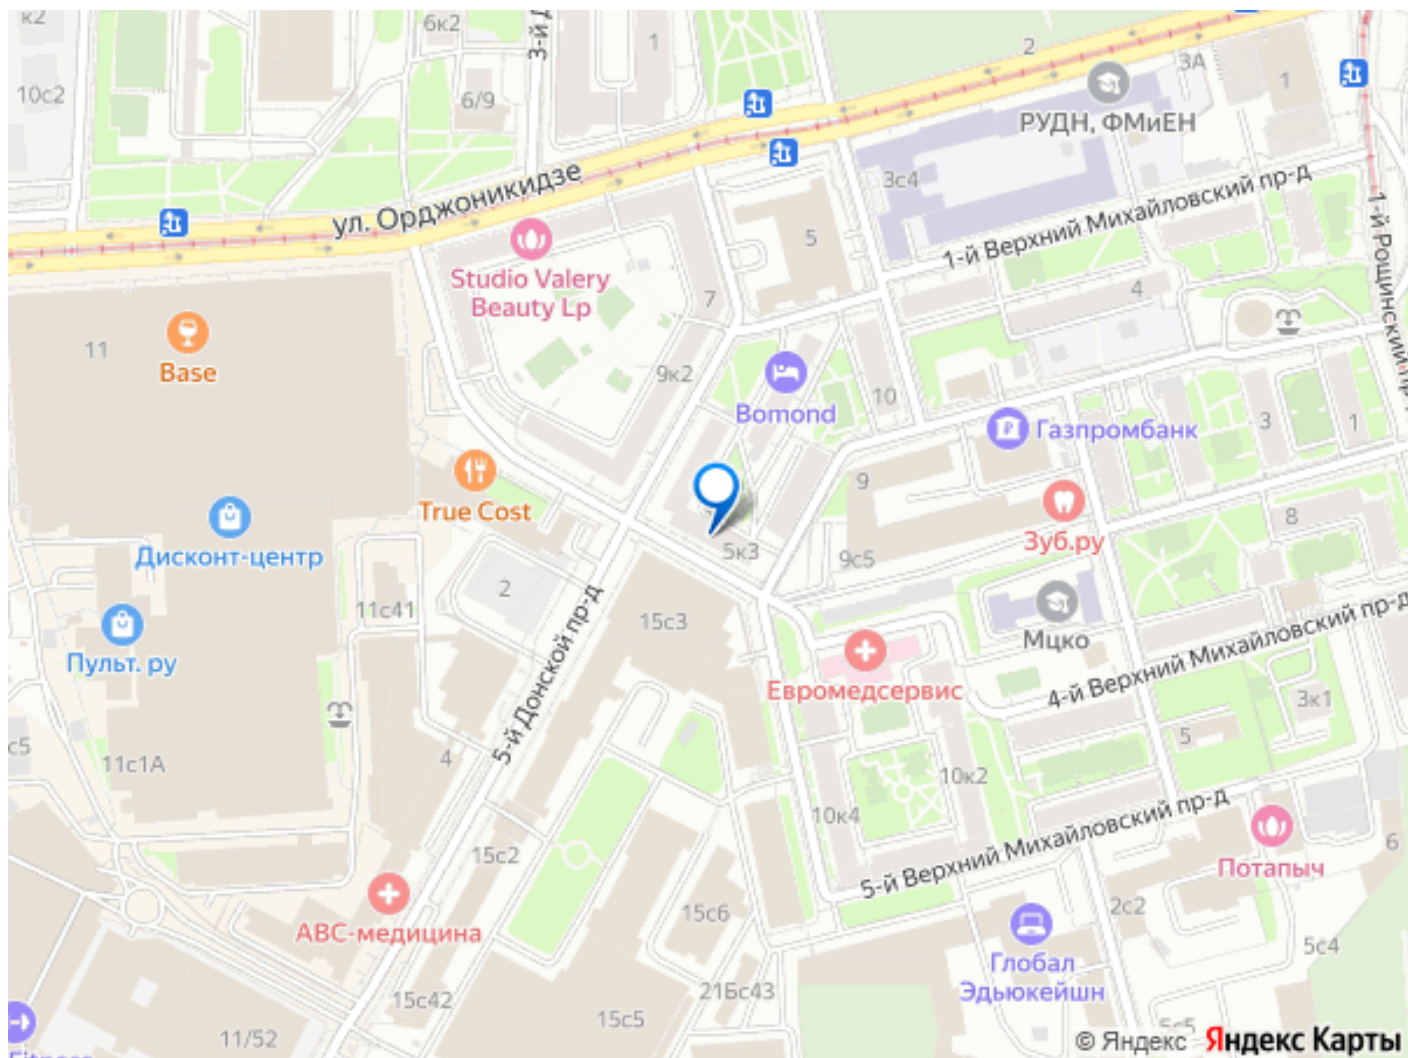 к2
6к2
3-й Д
1
2
3А
1
10с2
6/9
РУДН, ФМиЕН
ул. Орджоникидзе
3с4
1-й Верхний Михайловский пр-д
1-й Рощинский пр-
5
Studio Valery
Beauty Lp
7
4
11
Base
9к2
Bomond
10
Газпромбанк
3
1
True Cost
9
Зуб.ру
8
Дисконт-центр
5к3
9с5
2
11с41
15с3
Мцко
Пульт. ру
5-й Донской пр-д
Евромедсервис
4-й Верхний Михайловский пр-д
3к1
с5
11с1А
4
5
10к2
10к4
5-й Верхний Михайловский пр-д
6
15с2
Потапыч
АВС-медицина
15с6
2с2
5с4
Глобал
Эдьюкейшн
15с42
21Бс43
15с5
11/52
5с5
Fitness
© Яндекс Яндекс Карты